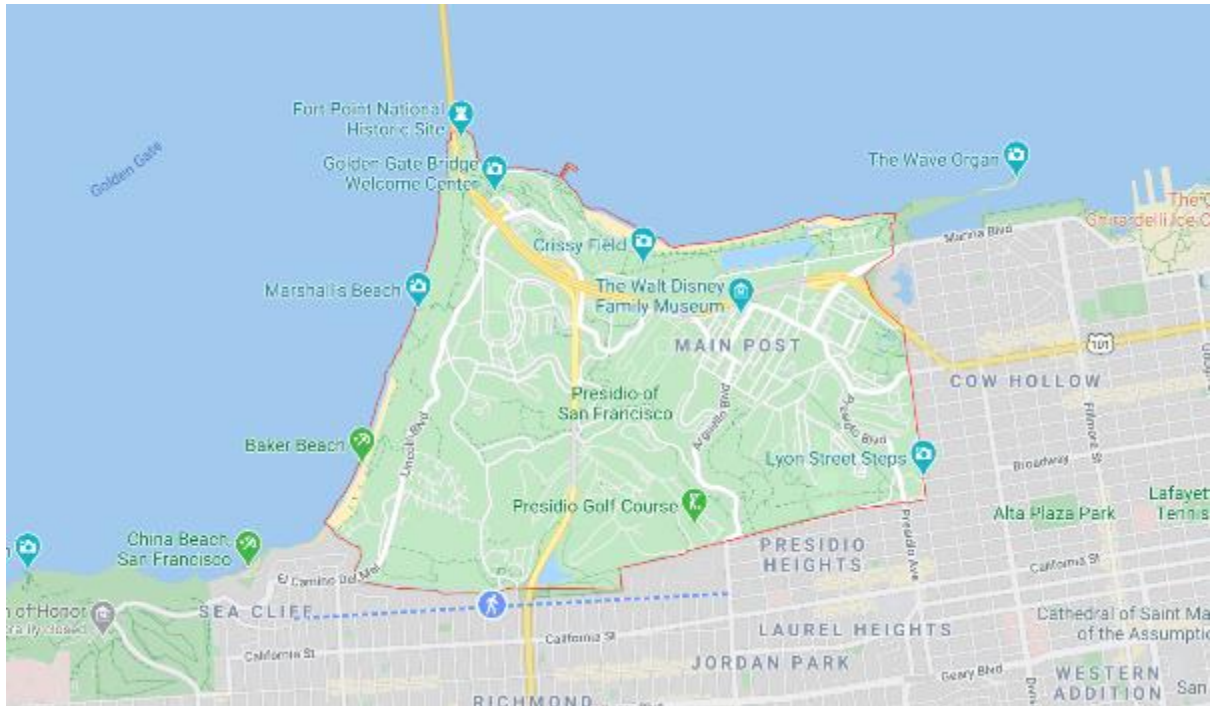 Fort Point National
Historic Site
Golden Gate Bridge
Welcome Center
The Wave Organ
Golden Gate
Crissy Field
Marina Blvd
Marshall's Beach
The Walt Disney
Family Museum
MAIN POST
101
COW HOLLOW
Presidio of
San Francisco
Lincoln Blvd
Arguello Blvd
Presidio Blvd
Fillmore St
Baker Beach
Lyon Street Steps
Broadway
Presidio Golf Course
Alta Plaza Park
China Beach,
San Francisco
Presidio Ave
PRESIDIO
HEIGHTS
California St
El Camino Del Mar
SEA CLIFF
of Honor
Cathedral of Saint
of the
LAUREL HEIGHTS
California St
California St
JORDAN PARK
Geary Blvd
WESTERN
ADDITION
San
RICHMOND